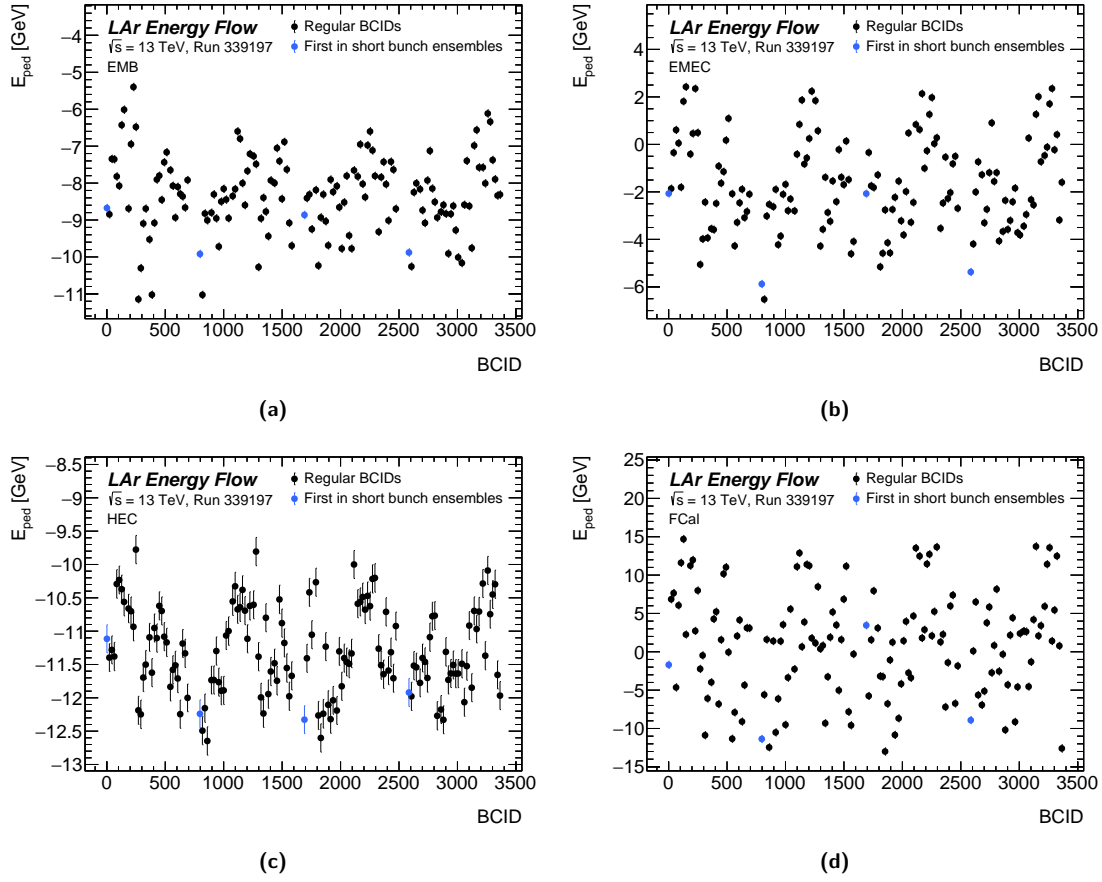 E_ped [GeV]
LAr Energy Flow
√s = 13 TeV, Run 339197
EMB
Regular BCIDs
First in short bunch ensembles
−4
−5
−6
−7
−8
−9
−10
−11
0 500 1000 1500 2000 2500 3000 3500
BCID
(a)
E_ped [GeV]
LAr Energy Flow
√s = 13 TeV, Run 339197
EMEC
Regular BCIDs
First in short bunch ensembles
4
2
0
−2
−4
−6
0 500 1000 1500 2000 2500 3000 3500
BCID
(b)
E_ped [GeV]
LAr Energy Flow
√s = 13 TeV, Run 339197
HEC
Regular BCIDs
First in short bunch ensembles
−8.5
−9
−9.5
−10
−10.5
−11
−11.5
−12
−12.5
−13
0 500 1000 1500 2000 2500 3000 3500
BCID
(c)
E_ped [GeV]
LAr Energy Flow
√s = 13 TeV, Run 339197
FCal
Regular BCIDs
First in short bunch ensembles
25
20
15
10
5
0
−5
−10
−15
0 500 1000 1500 2000 2500 3000 3500
BCID
(d)